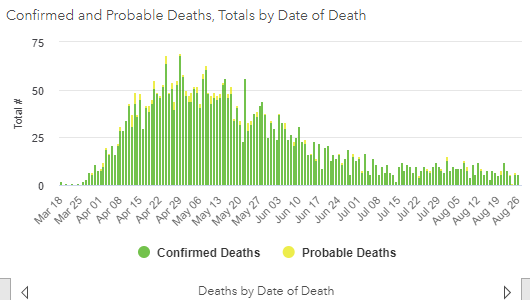 Confirmed and Probable Deaths, Totals by Date of Death
75
50
25
0
Total #
Mar 18
Mar 25
Apr 01
Apr 08
Apr 15
Apr 22
Apr 29
May 06
May 13
May 20
May 27
Jun 03
Jun 10
Jun 17
Jun 24
Jul 01
Jul 08
Jul 15
Jul 22
Jul 29
Aug 05
Aug 12
Aug 19
Aug 26
Confirmed Deaths
Probable Deaths
Deaths by Date of Death